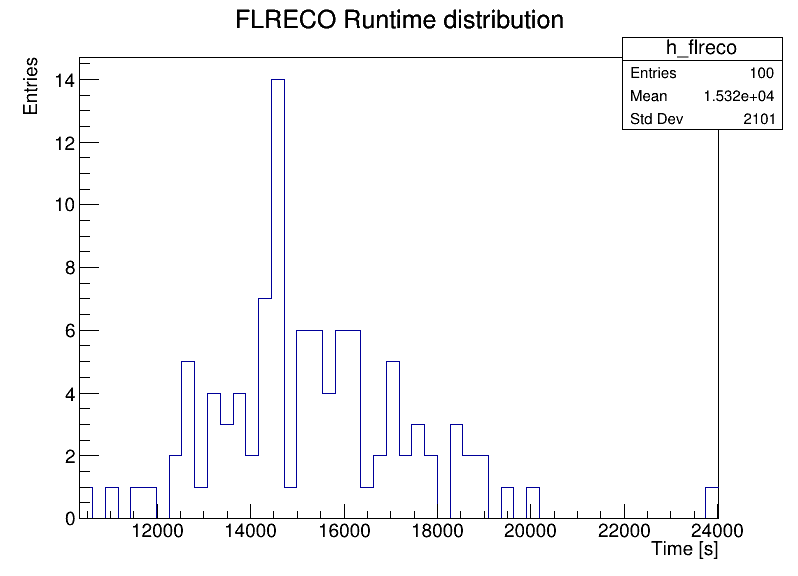 FLRECO Runtime distribution
h_flreco
Entries 100
Mean 1.532e+04
Std Dev 2101
Entries
14
12
10
8
6
4
2
0
12000 14000 16000 18000 20000 22000 24000
Time [s]